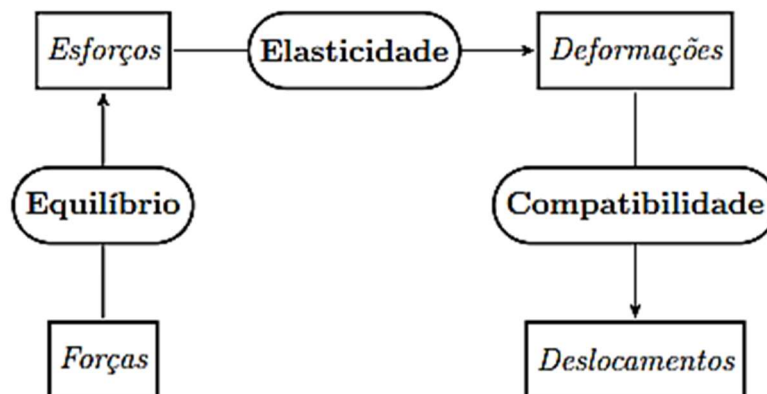 Esforços
Elasticidade
Deformações
Equilíbrio
Compatibilidade
Forças
Deslocamentos